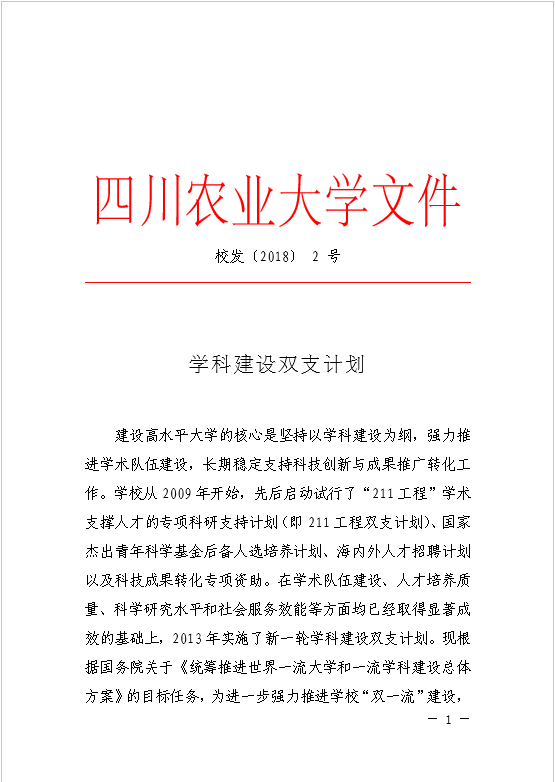 四川农业大学文件
校发〔2018〕 2 号
学科建设双支计划
建设高水平大学的核心是坚持以学科建设为纲，强力推
进学术队伍建设，长期稳定支持科技创新与成果推广转化工
作。学校从 2009 年开始，先后启动试行了“211 工程”学术
支撑人才的专项科研支持计划（即 211 工程双支计划）、国家
杰出青年科学基金后备人选培养计划、海内外人才招聘计划
以及科技成果转化专项资助。在学术队伍建设、人才培养质
量、科学研究水平和社会服务效能等方面均已经取得显著成
效的基础上，2013 年实施了新一轮学科建设双支计划。现根
据国务院关于《统筹推进世界一流大学和一流学科建设总体
方案》的目标任务，为进一步强力推进学校“双一流”建设，
— 1 —